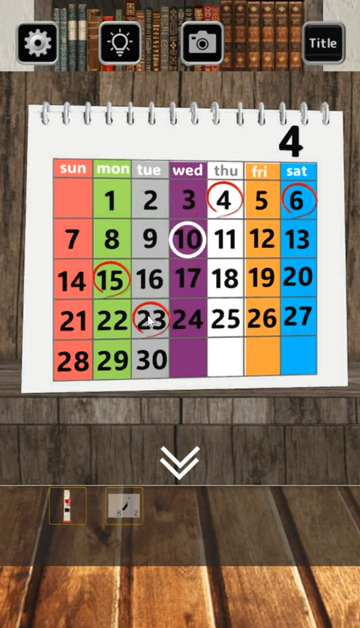 Title
4
sun mon tue wed thu fri sat
1 2 3 4 5 6
7 8 9 10 11 12 13
14 15 16 17 18 19 20
21 22 23 24 25 26 27
28 29 30
8 2